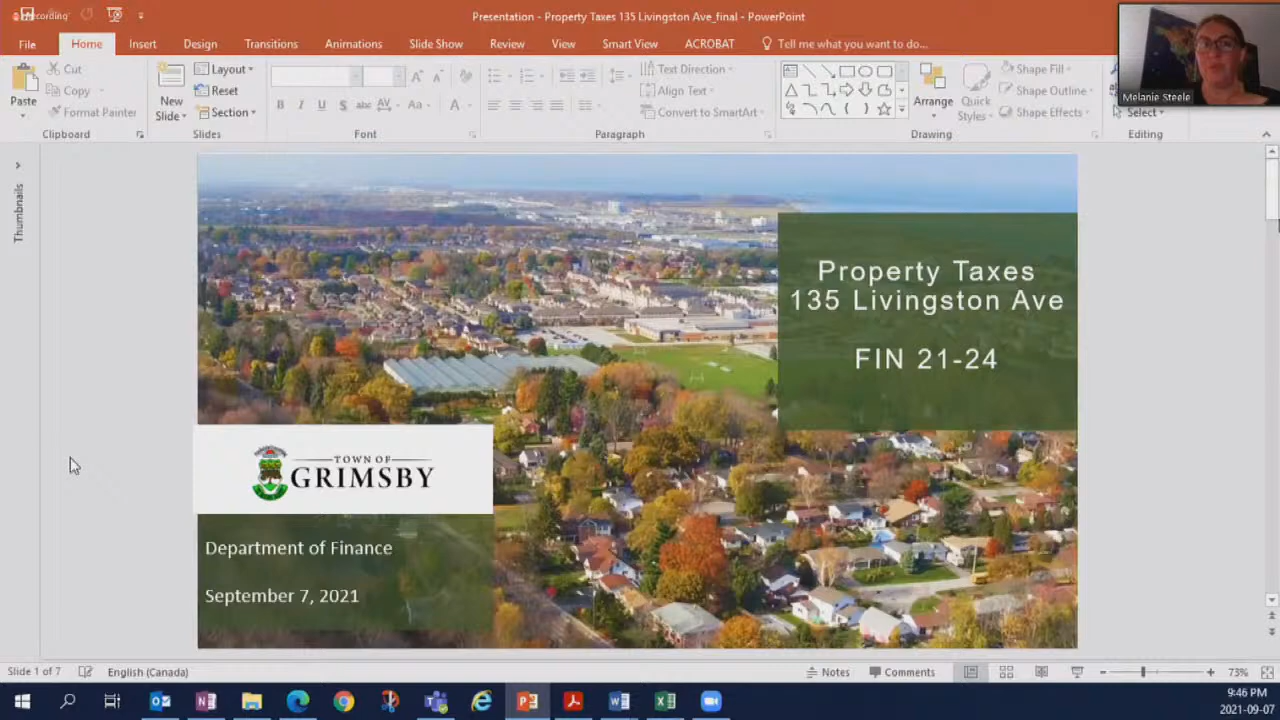 Recording
Presentation - Property Taxes 135 Livingston Ave_final - PowerPoint
File
Home
Insert
Design
Transitions
Animations
Slide Show
Review
View
Smart View
ACROBAT
Tell me what you want to do...
Paste
Cut
Copy
Format Painter
New
Slide
Layout
Reset
Section
Text Direction
Align Text
Convert to SmartArt
Arrange
Quick
Styles
Shape Fill
Shape Outline
Shape Effects
Select
Melanie Steele
Clipboard
Slides
Font
Paragraph
Drawing
Editing
Thumbnails
Property Taxes
135 Livingston Ave
FIN 21-24
TOWN OF
GRIMSBY
Department of Finance
September 7, 2021
Slide 1 of 7
English (Canada)
Notes
Comments
73%
9:46 PM
2021-09-07